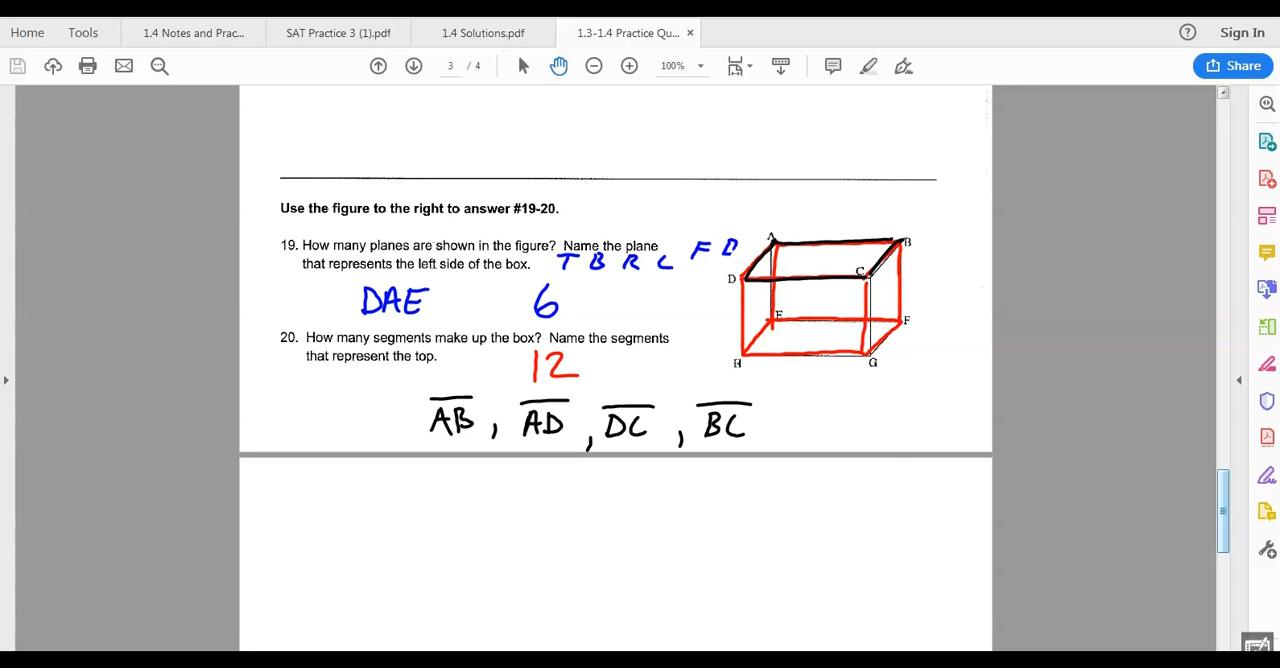 Home Tools 1.4 Notes and Prac... SAT Practice 3 (1).pdf 1.4 Solutions.pdf 1.3-1.4 Practice Qu... × Sign In
3 / 4 100% Share
Use the figure to the right to answer #19-20.
19. How many planes are shown in the figure? Name the plane
that represents the left side of the box.
T B R L F B
DAE 6
20. How many segments make up the box? Name the segments
that represent the top.
12
A̅B̅, A̅D̅, D̅C̅, B̅C̅
A B
D C
E F
H G